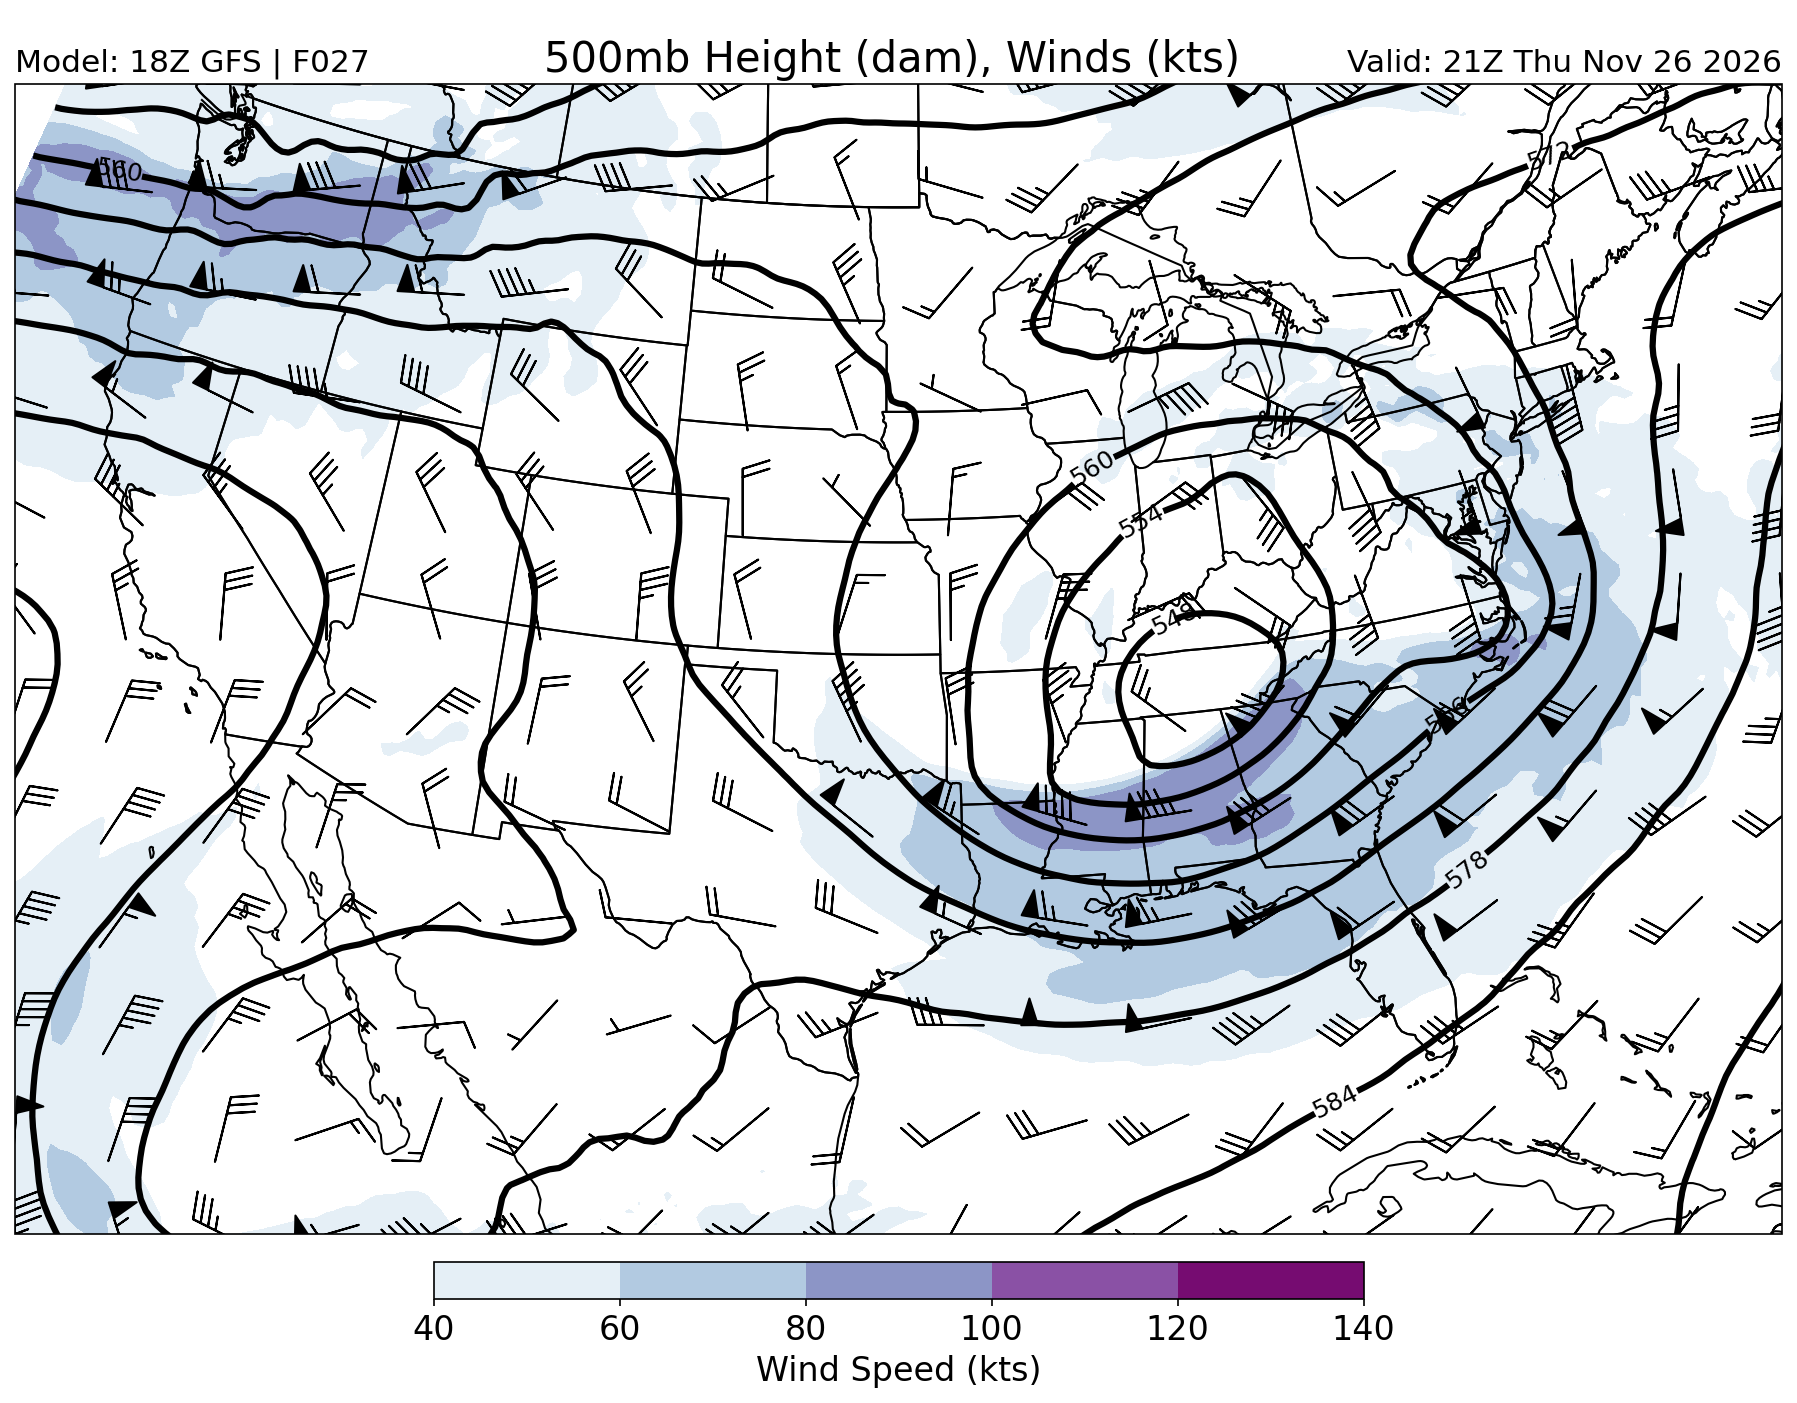 Model: 18Z GFS | F027
500mb Height (dam), Winds (kts)
Valid: 21Z Thu Nov 26 2026
560
572
560
554
548
566
578
584
40 60 80 100 120 140
Wind Speed (kts)